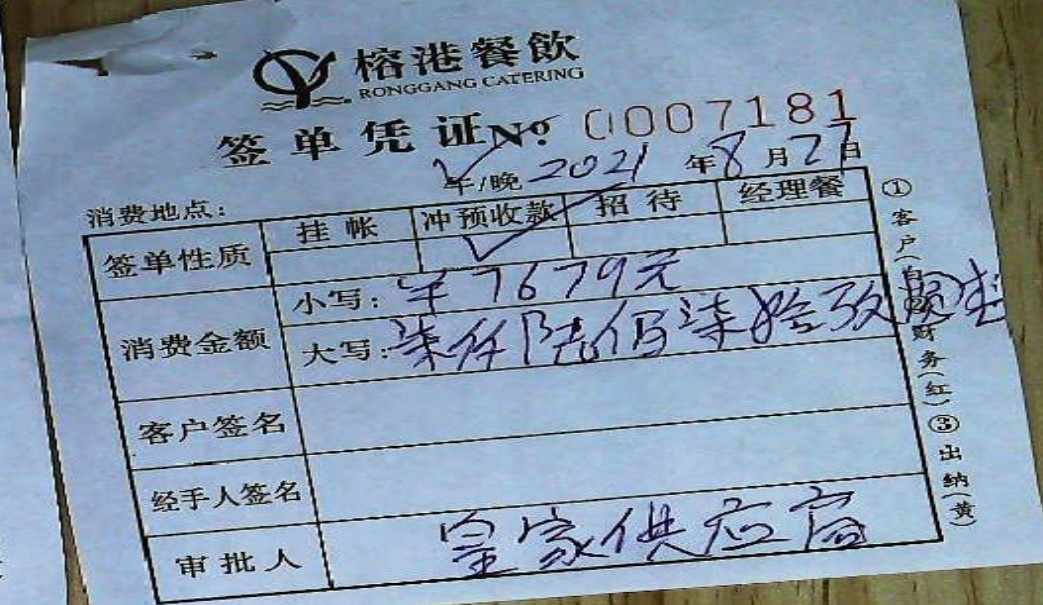 榕港餐飲
RONGGANG CATERING
签单凭证 Nº 0007181
午/晚 2021 年 8 月 27 日
消费地点:
签单性质 挂帐 冲预收款 招待 经理餐
消费金额 小写: ¥7679元
大写: 柒仟陆佰柒拾玖圆整
客户签名
经手人签名
审批人 皇家供应商
①客户(白 财务(红)③出纳(黄)